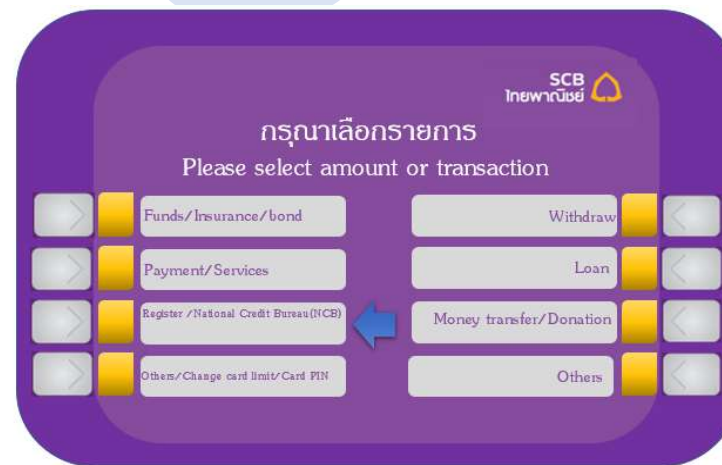 SCB
ไทยพาณิชย์
กรุณาเลือกรายการ
Please select amount or transaction
Funds/Insurance/bond
Withdraw
Payment/Services
Loan
Register /National Credit Bureau(NCB)
Money transfer/Donation
Others/Change card limit/Card PIN
Others